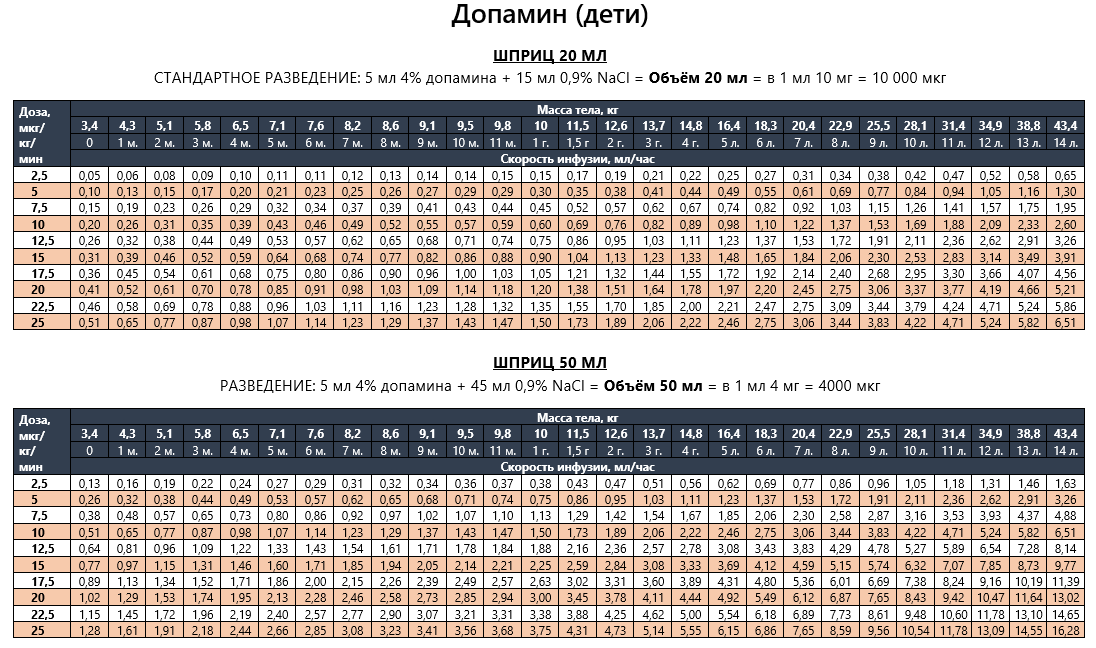 Допамин (дети)
ШПРИЦ 20 МЛ
СТАНДАРТНОЕ РАЗВЕДЕНИЕ: 5 мл 4% допамина + 15 мл 0,9% NaCl = Объём 20 мл = в 1 мл 10 мг = 10 000 мкг
Доза, мкг/ кг/ мин
Масса тела, кг
3,4 4,3 5,1 5,8 6,5 7,1 7,6 8,2 8,6 9,1 9,5 9,8 10 11,5 12,6 13,7 14,8 16,4 18,3 20,4 22,9 25,5 28,1 31,4 34,9 38,8 43,4
0 1 м. 2 м. 3 м. 4 м. 5 м. 6 м. 7 м. 8 м. 9 м. 10 м. 11 м. 1 г. 1,5 г 2 г. 3 г. 4 г. 5 л. 6 л. 7 л. 8 л. 9 л. 10 л. 11 л. 12 л. 13 л. 14 л.
Скорость инфузии, мл/час
2,5 0,05 0,06 0,08 0,09 0,10 0,11 0,11 0,12 0,13 0,14 0,14 0,15 0,15 0,17 0,19 0,21 0,22 0,25 0,27 0,31 0,34 0,38 0,42 0,47 0,52 0,58 0,65
5 0,10 0,13 0,15 0,17 0,20 0,21 0,23 0,25 0,26 0,27 0,29 0,29 0,30 0,35 0,38 0,41 0,44 0,49 0,55 0,61 0,69 0,77 0,84 0,94 1,05 1,16 1,30
7,5 0,15 0,19 0,23 0,26 0,29 0,32 0,34 0,37 0,39 0,41 0,43 0,44 0,45 0,52 0,57 0,62 0,67 0,74 0,82 0,92 1,03 1,15 1,26 1,41 1,57 1,75 1,95
10 0,20 0,26 0,31 0,35 0,39 0,43 0,46 0,49 0,52 0,55 0,57 0,59 0,60 0,69 0,76 0,82 0,89 0,98 1,10 1,22 1,37 1,53 1,69 1,88 2,09 2,33 2,60
12,5 0,26 0,32 0,38 0,44 0,49 0,53 0,57 0,62 0,65 0,68 0,71 0,74 0,75 0,86 0,95 1,03 1,11 1,23 1,37 1,53 1,72 1,91 2,11 2,36 2,62 2,91 3,26
15 0,31 0,39 0,46 0,52 0,59 0,64 0,68 0,74 0,77 0,82 0,86 0,88 0,90 1,04 1,13 1,23 1,33 1,48 1,65 1,84 2,06 2,30 2,53 2,83 3,14 3,49 3,91
17,5 0,36 0,45 0,54 0,61 0,68 0,75 0,80 0,86 0,90 0,96 1,00 1,03 1,05 1,21 1,32 1,44 1,55 1,72 1,92 2,14 2,40 2,68 2,95 3,30 3,66 4,07 4,56
20 0,41 0,52 0,61 0,70 0,78 0,85 0,91 0,98 1,03 1,09 1,14 1,18 1,20 1,38 1,51 1,64 1,78 1,97 2,20 2,45 2,75 3,06 3,37 3,77 4,19 4,66 5,21
22,5 0,46 0,58 0,69 0,78 0,88 0,96 1,03 1,11 1,16 1,23 1,28 1,32 1,35 1,55 1,70 1,85 2,00 2,21 2,47 2,75 3,09 3,44 3,79 4,24 4,71 5,24 5,86
25 0,51 0,65 0,77 0,87 0,98 1,07 1,14 1,23 1,29 1,37 1,43 1,47 1,50 1,73 1,89 2,06 2,22 2,46 2,75 3,06 3,44 3,83 4,22 4,71 5,24 5,82 6,51
ШПРИЦ 50 МЛ
РАЗВЕДЕНИЕ: 5 мл 4% допамина + 45 мл 0,9% NaCl = Объём 50 мл = в 1 мл 4 мг = 4000 мкг
Доза, мкг/ кг/ мин
Масса тела, кг
3,4 4,3 5,1 5,8 6,5 7,1 7,6 8,2 8,6 9,1 9,5 9,8 10 11,5 12,6 13,7 14,8 16,4 18,3 20,4 22,9 25,5 28,1 31,4 34,9 38,8 43,4
0 1 м. 2 м. 3 м. 4 м. 5 м. 6 м. 7 м. 8 м. 9 м. 10 м. 11 м. 1 г. 1,5 г 2 г. 3 г. 4 г. 5 л. 6 л. 7 л. 8 л. 9 л. 10 л. 11 л. 12 л. 13 л. 14 л.
Скорость инфузии, мл/час
2,5 0,13 0,16 0,19 0,22 0,24 0,27 0,29 0,31 0,32 0,34 0,36 0,37 0,38 0,43 0,47 0,51 0,56 0,62 0,69 0,77 0,86 0,96 1,05 1,18 1,31 1,46 1,63
5 0,26 0,32 0,38 0,44 0,49 0,53 0,57 0,62 0,65 0,68 0,71 0,74 0,75 0,86 0,95 1,03 1,11 1,23 1,37 1,53 1,72 1,91 2,11 2,36 2,62 2,91 3,26
7,5 0,38 0,48 0,57 0,65 0,73 0,80 0,86 0,92 0,97 1,02 1,07 1,10 1,13 1,29 1,42 1,54 1,67 1,85 2,06 2,30 2,58 2,87 3,16 3,53 3,93 4,37 4,88
10 0,51 0,65 0,77 0,87 0,98 1,07 1,14 1,23 1,29 1,37 1,43 1,47 1,50 1,73 1,89 2,06 2,22 2,46 2,75 3,06 3,44 3,83 4,22 4,71 5,24 5,82 6,51
12,5 0,64 0,81 0,96 1,09 1,22 1,33 1,43 1,54 1,61 1,71 1,78 1,84 1,88 2,16 2,36 2,57 2,78 3,08 3,43 3,83 4,29 4,78 5,27 5,89 6,54 7,28 8,14
15 0,77 0,97 1,15 1,31 1,46 1,60 1,71 1,85 1,94 2,05 2,14 2,21 2,25 2,59 2,84 3,08 3,33 3,69 4,12 4,59 5,15 5,74 6,32 7,07 7,85 8,73 9,77
17,5 0,89 1,13 1,34 1,52 1,71 1,86 2,00 2,15 2,26 2,39 2,49 2,57 2,63 3,02 3,31 3,60 3,89 4,31 4,80 5,36 6,01 6,69 7,38 8,24 9,16 10,19 11,39
20 1,02 1,29 1,53 1,74 1,95 2,13 2,28 2,46 2,58 2,73 2,85 2,94 3,00 3,45 3,78 4,11 4,44 4,92 5,49 6,12 6,87 7,65 8,43 9,42 10,47 11,64 13,02
22,5 1,15 1,45 1,72 1,96 2,19 2,40 2,57 2,77 2,90 3,07 3,21 3,31 3,38 3,88 4,25 4,62 5,00 5,54 6,18 6,89 7,73 8,61 9,48 10,60 11,78 13,10 14,65
25 1,28 1,61 1,91 2,18 2,44 2,66 2,85 3,08 3,23 3,41 3,56 3,68 3,75 4,31 4,73 5,14 5,55 6,15 6,86 7,65 8,59 9,56 10,54 11,78 13,09 14,55 16,28